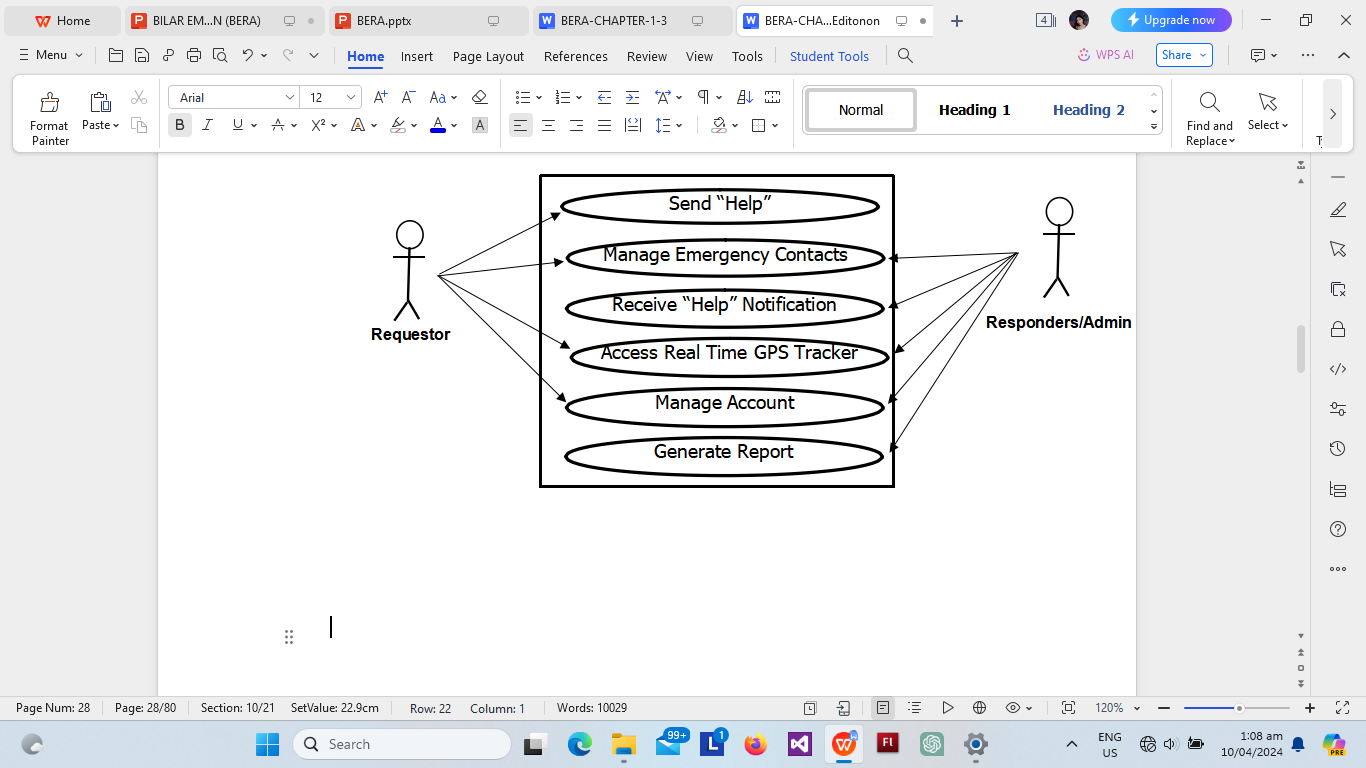 Home
BILAR EM...N (BERA)
BERA.pptx
BERA-CHAPTER-1-3
BERA-CHA...Editonon
4
Upgrade now
Menu
Home
Insert
Page Layout
References
Review
View
Tools
Student Tools
WPS AI
Share
Format
Painter
Paste
Arial
12
Normal
Heading 1
Heading 2
Find and
Replace
Select
Send “Help”
Manage Emergency Contacts
Receive “Help” Notification
Access Real Time GPS Tracker
Manage Account
Generate Report
Requestor
Responders/Admin
Page Num: 28
Page: 28/80
Section: 10/21
SetValue: 22.9cm
Row: 22
Column: 1
Words: 10029
120%
Search
99+
1
ENG
US
1:08 am
10/04/2024
PRE